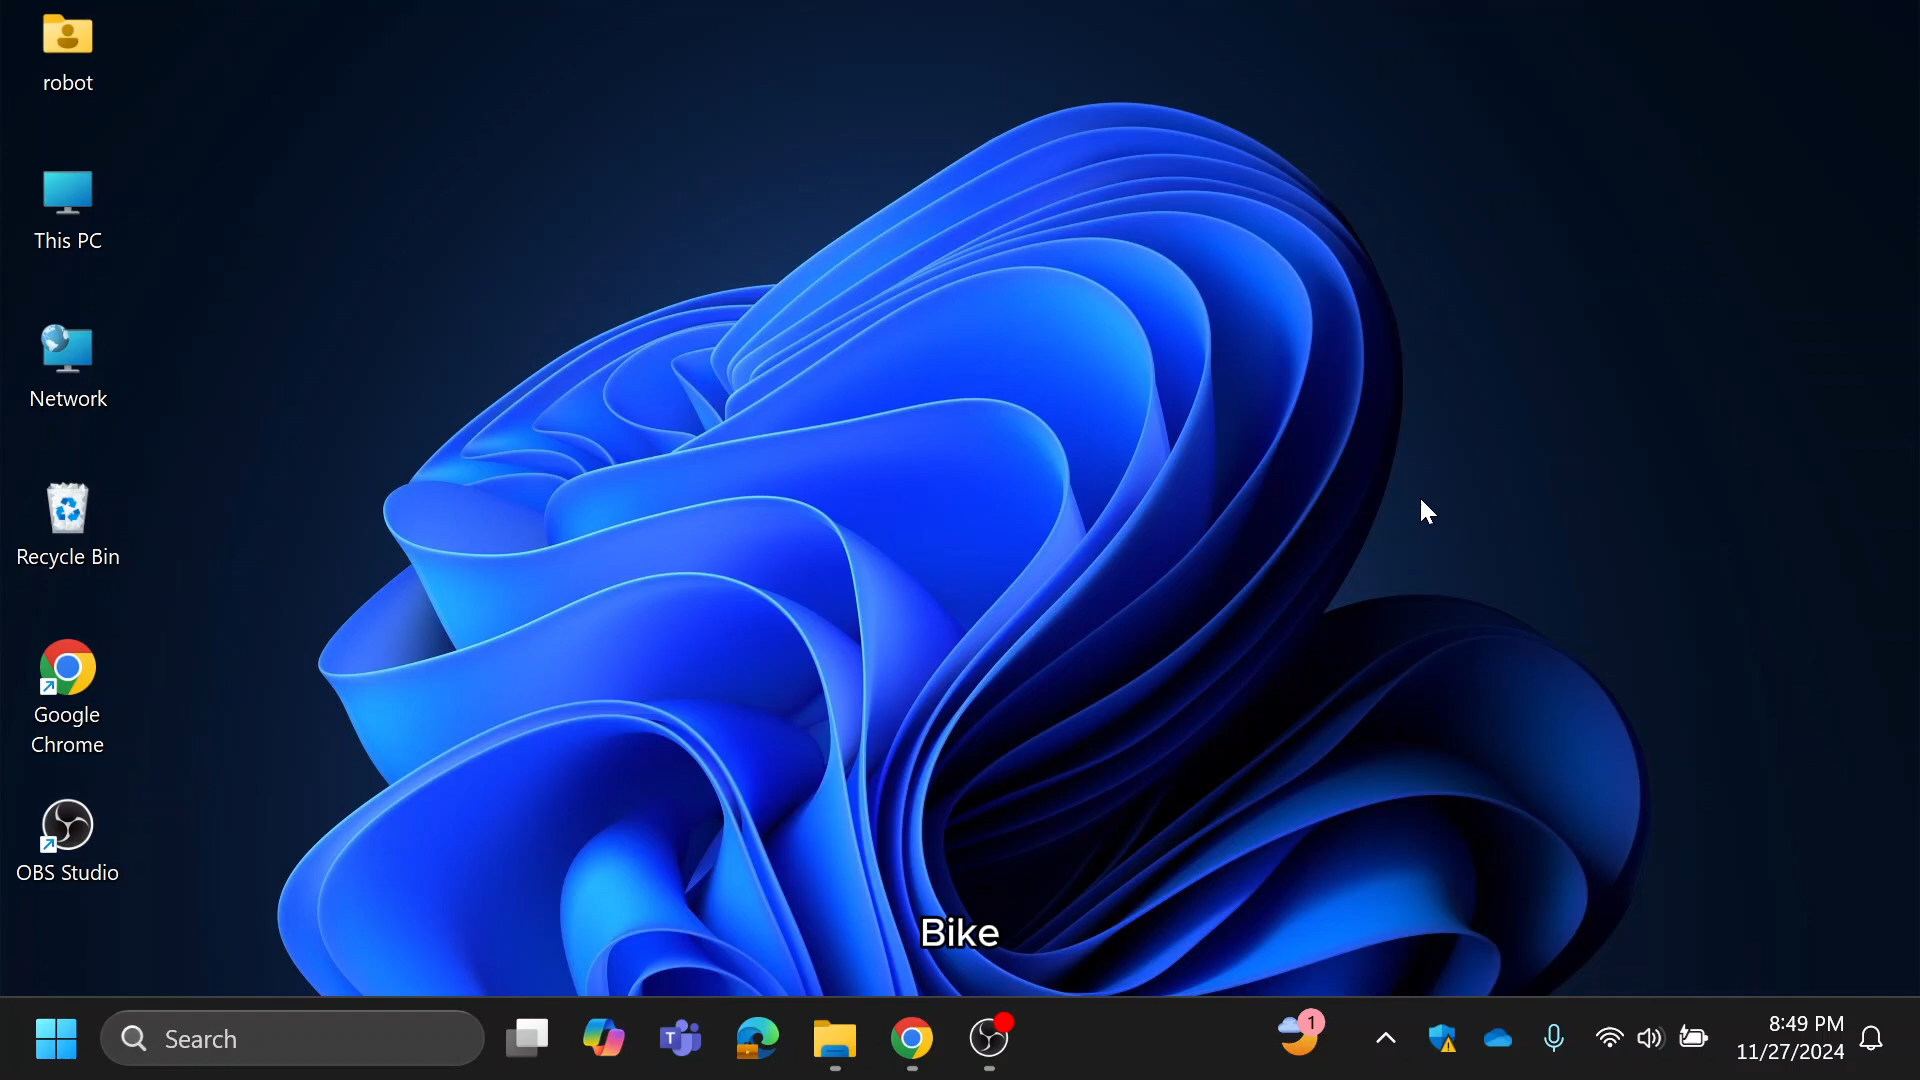 robot
This PC
Network
Recycle Bin
Google
Chrome
OBS Studio
Bike
Search
T
1
8:49 PM
11/27/2024